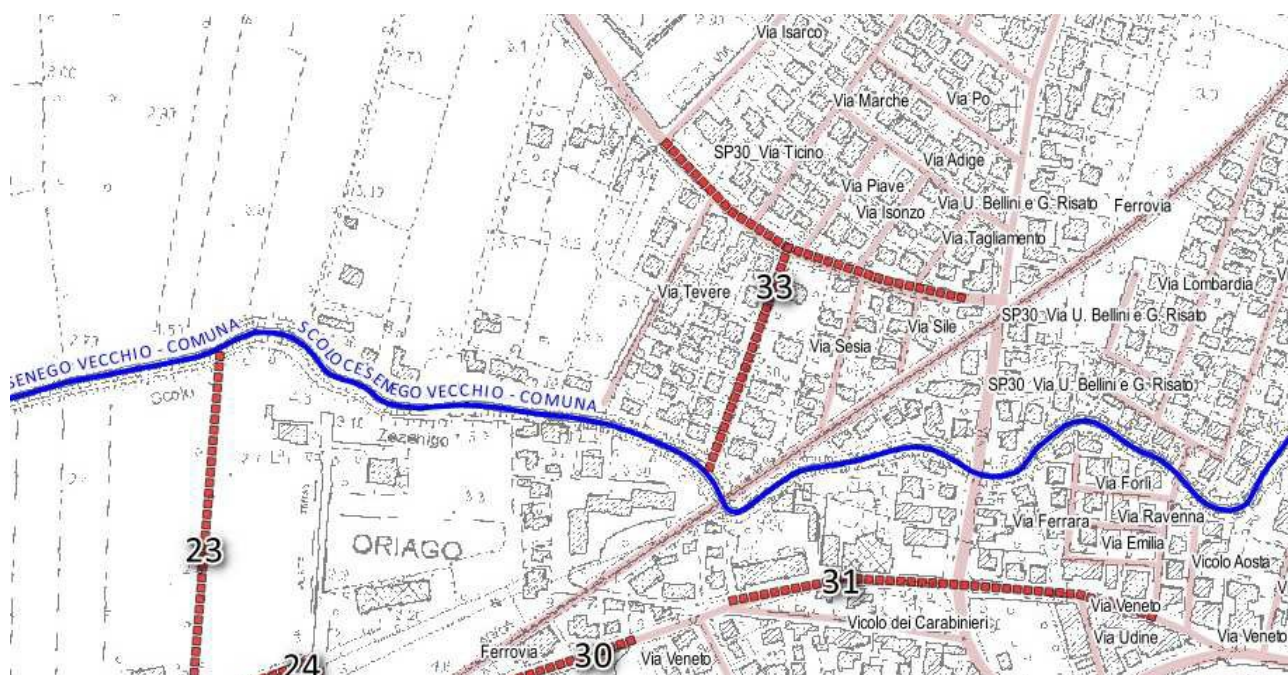 Via Isarco
Via Marche
Via Po
SP30_Via Ticino
Via Adige
Via Piave
Via U. Bellini e G. Risato
Via Isonzo
Ferrovia
Via Tagliamento
Via Tevere
33
Via Lombardia
SP30_Via U. Bellini e G. Risato
Via Sile
Via Sesia
SENEGO VECCHIO - COMUNA
SCOLO CESENEGO VECCHIO - COMUNA
SP30_Via U. Bellini e G. Risato
Scolo
Zezenigo
Via Forlì
Via Ferrara
Via Ravenna
Via Emilia
ORIAGO
23
Vicolo Aosta
31
Via Veneto
Vicolo dei Carabinieri
Via Udine
Via Veneto
Ferrovia
30
Via Veneto
24